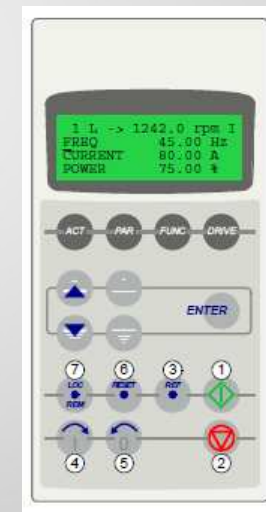 1 L -> 1242.0 rpm I
FREQ 45.00 Hz
CURRENT 80.00 A
POWER 75.00 %
ACT PAR FUNC DRIVE
ENTER
7 6 3 1
LOC REM RESET REF
I 0
4 5 2